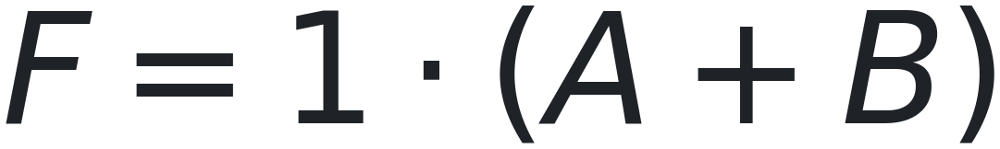 F = 1 · (A + B)